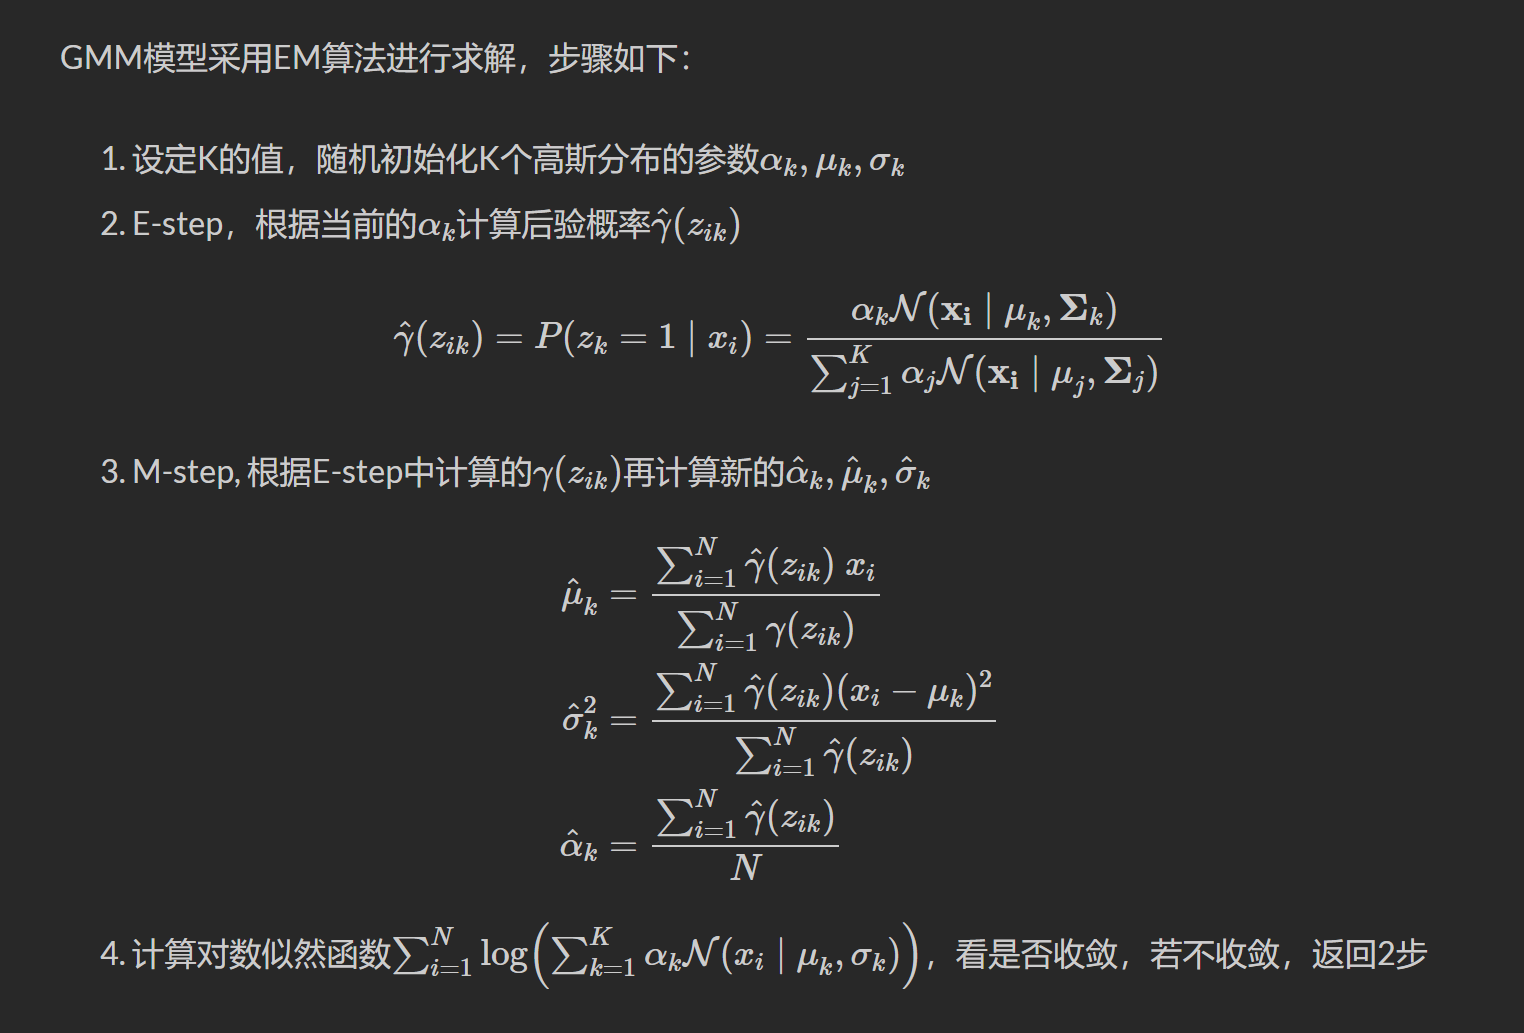 GMM模型采用EM算法进行求解，步骤如下：
1. 设定K的值，随机初始化K个高斯分布的参数$\alpha_k, \mu_k, \sigma_k$
2. E-step，根据当前的$\alpha_k$计算后验概率$\hat{\gamma}(z_{ik})$
$\hat{\gamma}(z_{ik}) = P(z_k = 1 \mid x_i) = \frac{\alpha_k \mathcal{N}(\mathbf{x_i} \mid \mu_k, \mathbf{\Sigma}_k)}{\sum_{j=1}^{K} \alpha_j \mathcal{N}(\mathbf{x_i} \mid \mu_j, \mathbf{\Sigma}_j)}$
3. M-step, 根据E-step中计算的$\gamma(z_{ik})$再计算新的$\hat{\alpha}_k, \hat{\mu}_k, \hat{\sigma}_k$
$\hat{\mu}_k = \frac{\sum_{i=1}^{N} \hat{\gamma}(z_{ik}) \, x_i}{\sum_{i=1}^{N} \gamma(z_{ik})}$
$\hat{\sigma}_k^2 = \frac{\sum_{i=1}^{N} \hat{\gamma}(z_{ik})(x_i - \mu_k)^2}{\sum_{i=1}^{N} \hat{\gamma}(z_{ik})}$
$\hat{\alpha}_k = \frac{\sum_{i=1}^{N} \hat{\gamma}(z_{ik})}{N}$
4. 计算对数似然函数$\sum_{i=1}^{N} \log\left(\sum_{k=1}^{K} \alpha_k \mathcal{N}(x_i \mid \mu_k, \sigma_k)\right)$，看是否收敛，若不收敛，返回2步